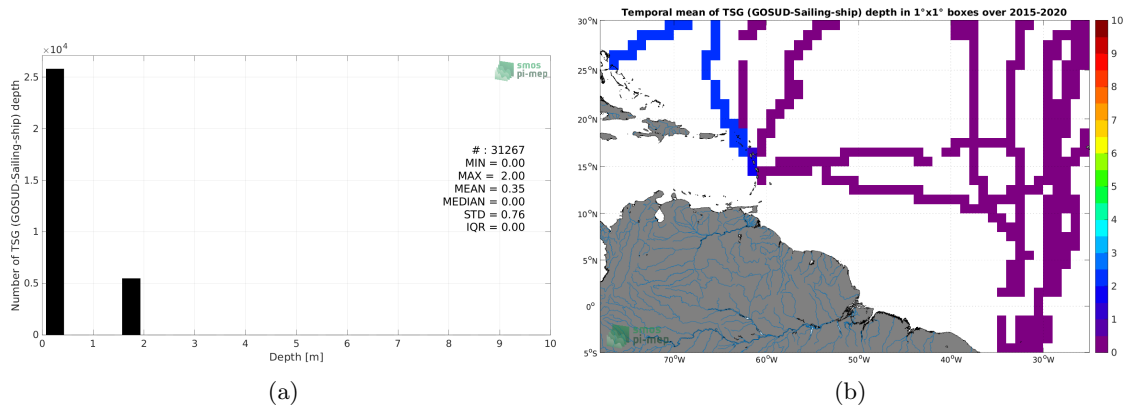 ×10⁴
2.5
2
1.5
1
0.5
0
Number of TSG (GOSUD-Sailing-ship) depth
smos
pi-mep
# : 31267
MIN = 0.00
MAX = 2.00
MEAN = 0.35
MEDIAN = 0.00
STD = 0.76
IQR = 0.00
0 1 2 3 4 5 6 7 8 9 10
Depth [m]
(a)
Temporal mean of TSG (GOSUD-Sailing-ship) depth in 1°x1° boxes over 2015-2020
30°N
25°N
20°N
15°N
10°N
5°N
0°
5°S
70°W 60°W 50°W 40°W 30°W
smos
pi-mep
10
9
8
7
6
5
4
3
2
1
0
(b)